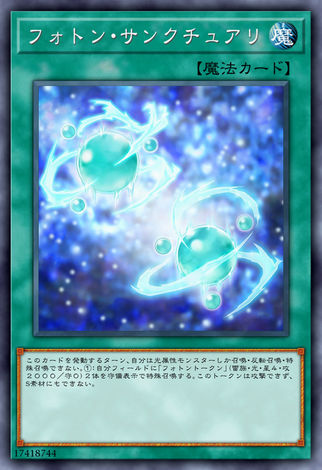 フォトン・サンクチュアリ 魔
【魔法カード】
このカードを発動するターン、自分は光属性モンスターしか召喚・反転召喚・特
殊召喚できない。①:自分フィールドに「フォトントークン」(雷族・光・星4・攻
2000/守0)2体を守備表示で特殊召喚する。このトークンは攻撃できず、
S素材にもできない。
17418744